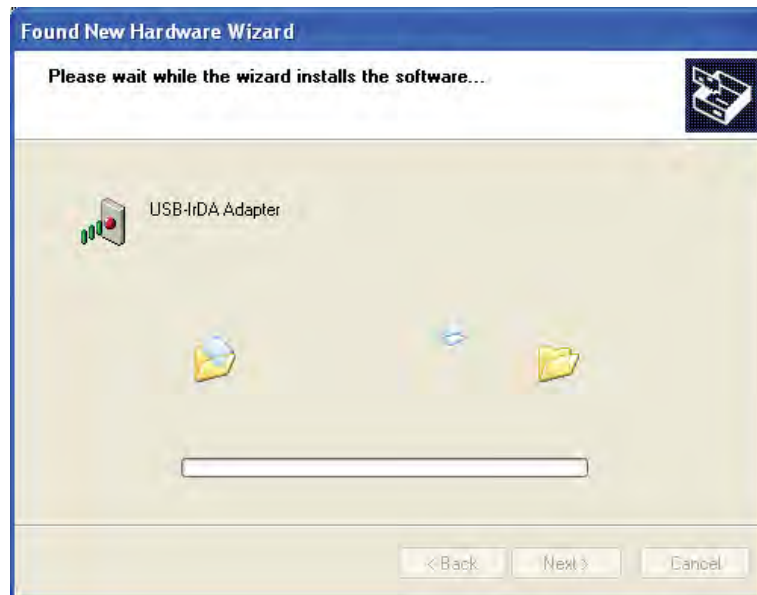 Found New Hardware Wizard
Please wait while the wizard installs the software...
USB-IrDA Adapter
< Back
Next >
Cancel